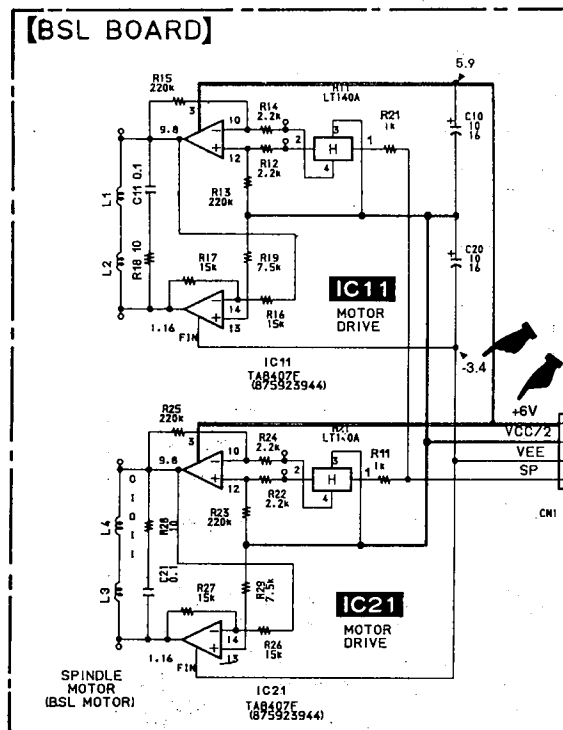 【BSL BOARD】
5.9
R15
220k
3
10
9.8
12
R14
2.2k
R12
2.2k
2
H11
LT140A
3
H
4
1
R21
1k
+
C10
10
16
R13
220k
C11 0.1
L1
L2
R18 10
R17
15k
R19
7.5k
+
C20
10
16
IC11
MOTOR
DRIVE
14
13
R16
15k
1.16
FIN
IC11
TA8407F
(875923944)
-3.4
+6V
VCC/2
VEE
SP
CN1
R25
220k
3
10
9.8
12
R24
2.2k
R22
2.2k
2
H21
LT140A
3
H
4
1
R11
1k
R23
220k
L4
L3
R28
10
C21
0.1
R27
15k
R29
7.5k
IC21
MOTOR
DRIVE
14
13
R26
15k
1.16
FIN
SPINDLE
MOTOR
(BSL MOTOR)
IC21
TA8407F
(875923944)